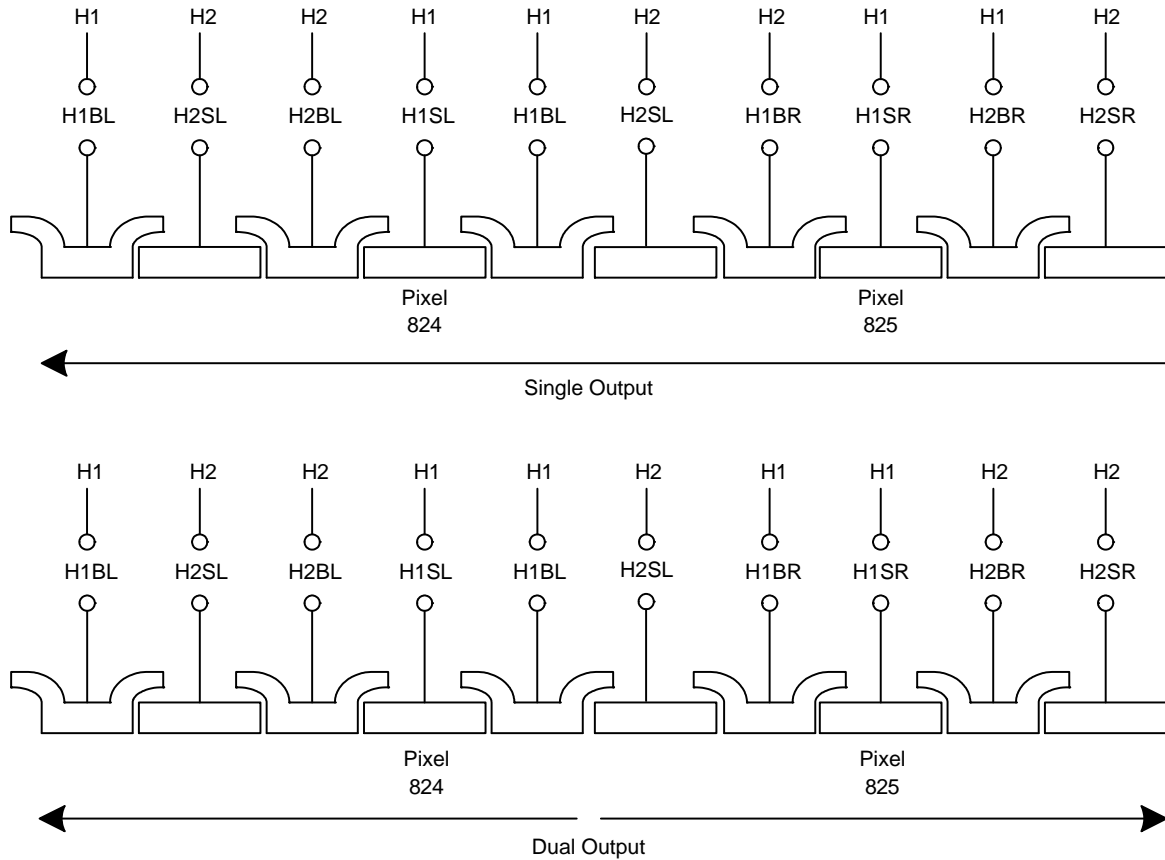 H1 H2 H2 H1 H1 H2 H2 H1 H1 H2
H1BL H2SL H2BL H1SL H1BL H2SL H1BR H1SR H2BR H2SR
Pixel Pixel
824 825
Single Output
H1 H2 H2 H1 H1 H2 H1 H1 H2 H2
H1BL H2SL H2BL H1SL H1BL H2SL H1BR H1SR H2BR H2SR
Pixel Pixel
824 825
Dual Output